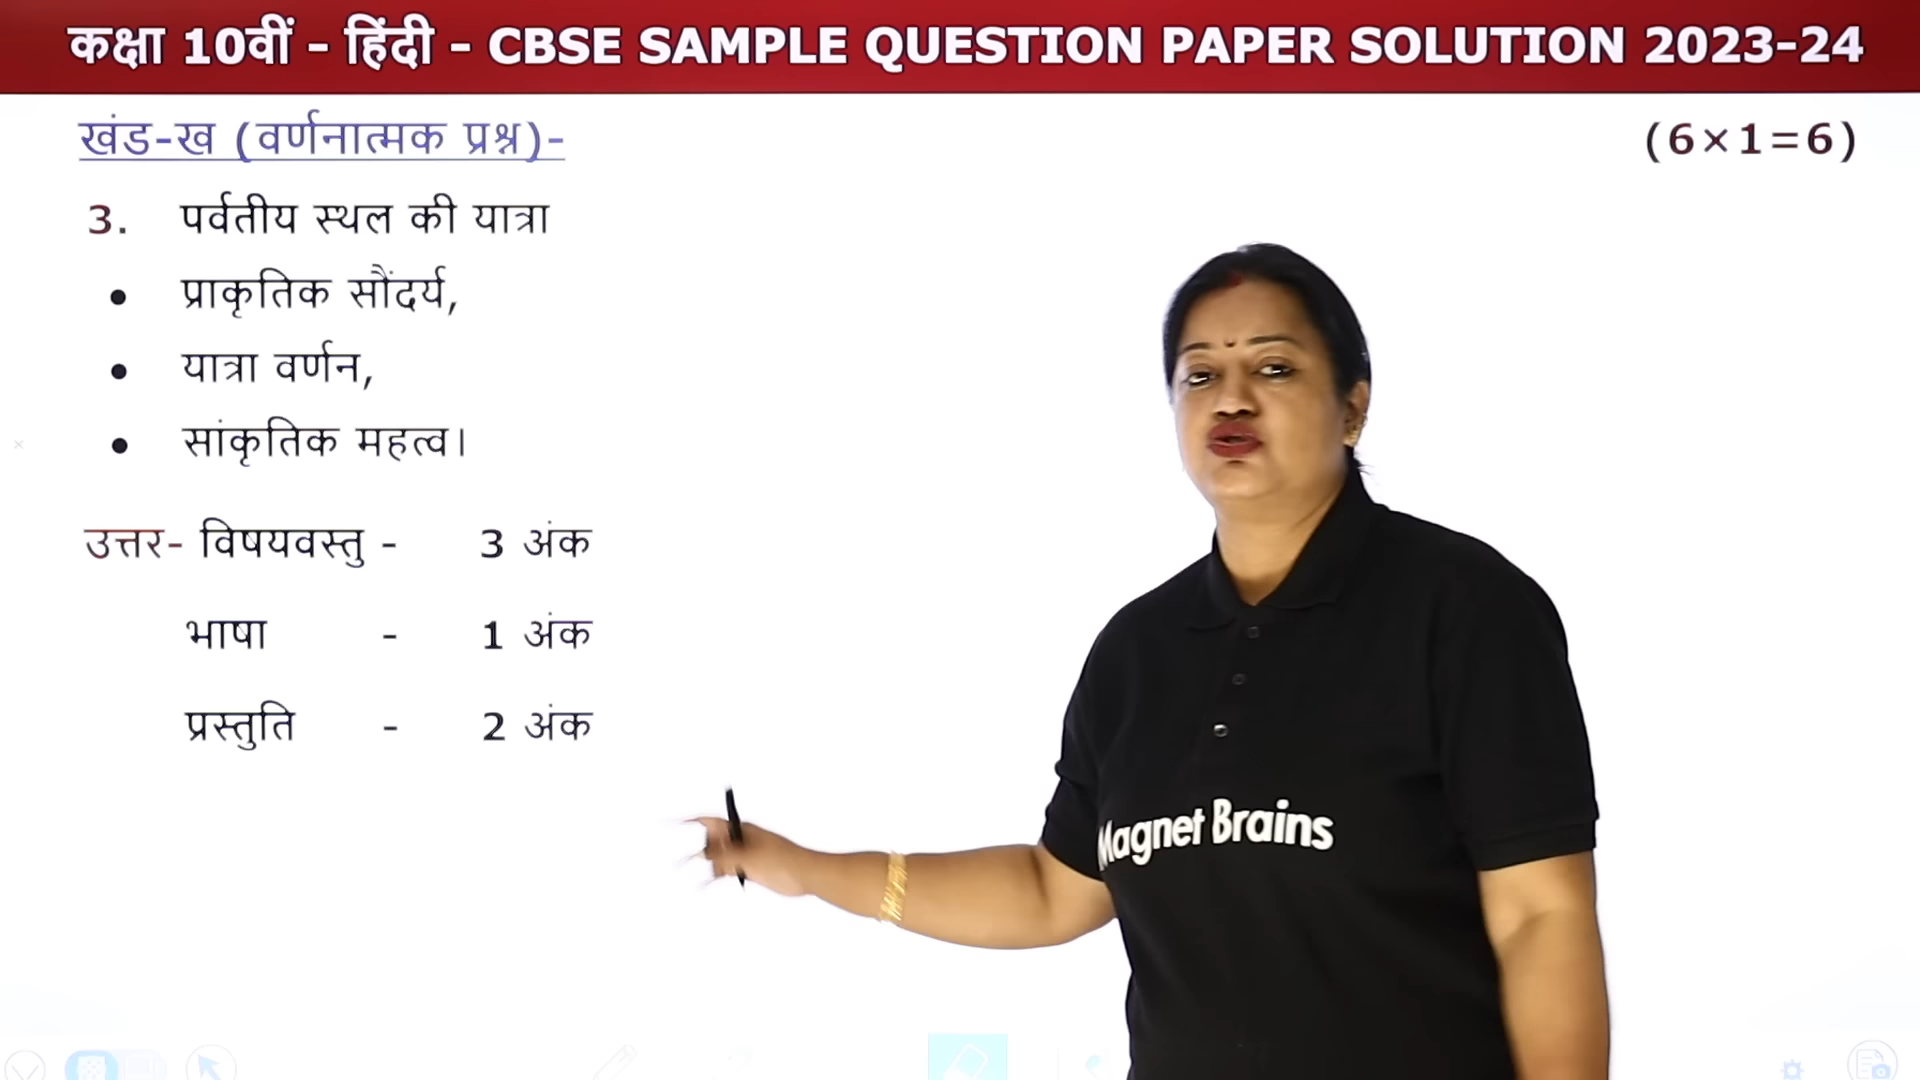 कक्षा 10वीं - हिंदी - CBSE SAMPLE QUESTION PAPER SOLUTION 2023-24
खंड-ख (वर्णनात्मक प्रश्न)- (6×1=6)
3. पर्वतीय स्थल की यात्रा
• प्राकृतिक सौंदर्य,
• यात्रा वर्णन,
• सांकृतिक महत्व।
उत्तर- विषयवस्तु - 3 अंक
भाषा - 1 अंक
प्रस्तुति - 2 अंक
Magnet Brains